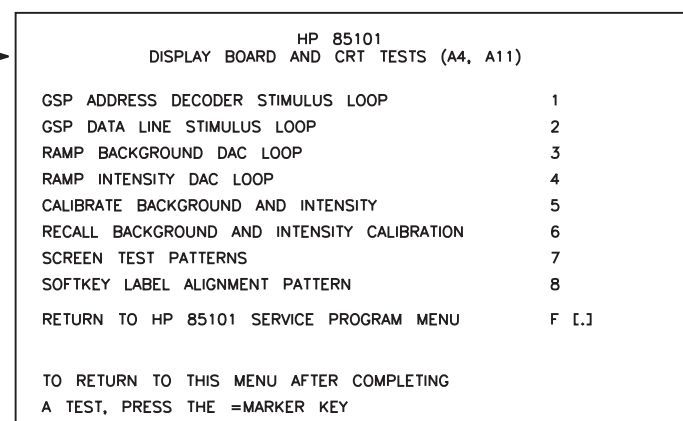 HP 85101
DISPLAY BOARD AND CRT TESTS (A4, A11)
GSP ADDRESS DECODER STIMULUS LOOP 1
GSP DATA LINE STIMULUS LOOP 2
RAMP BACKGROUND DAC LOOP 3
RAMP INTENSITY DAC LOOP 4
CALIBRATE BACKGROUND AND INTENSITY 5
RECALL BACKGROUND AND INTENSITY CALIBRATION 6
SCREEN TEST PATTERNS 7
SOFTKEY LABEL ALIGNMENT PATTERN 8
RETURN TO HP 85101 SERVICE PROGRAM MENU F [.]
TO RETURN TO THIS MENU AFTER COMPLETING
A TEST, PRESS THE =MARKER KEY